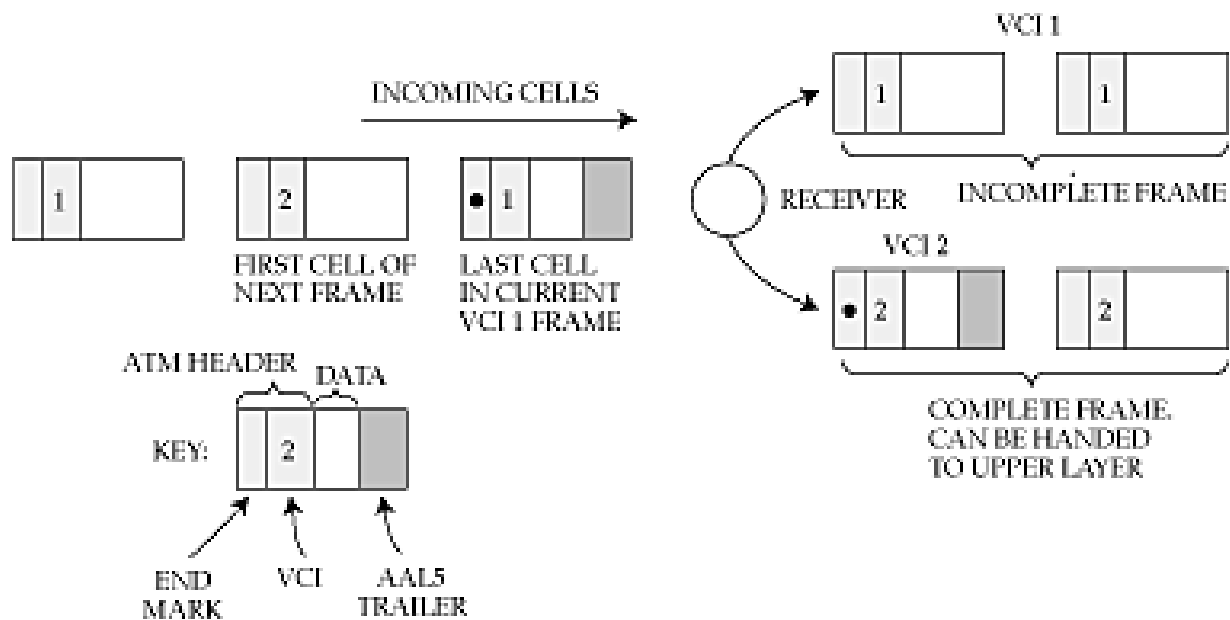 VCI 1
INCOMING CELLS
1
1
1
2
1
RECEIVER
INCOMPLETE FRAME
VCI 2
FIRST CELL OF
NEXT FRAME
LAST CELL
IN CURRENT
VCI 1 FRAME
2
2
ATM HEADER
DATA
COMPLETE FRAME.
CAN BE HANDED
TO UPPER LAYER
KEY:
2
END
MARK
VCI
AAL5
TRAILER